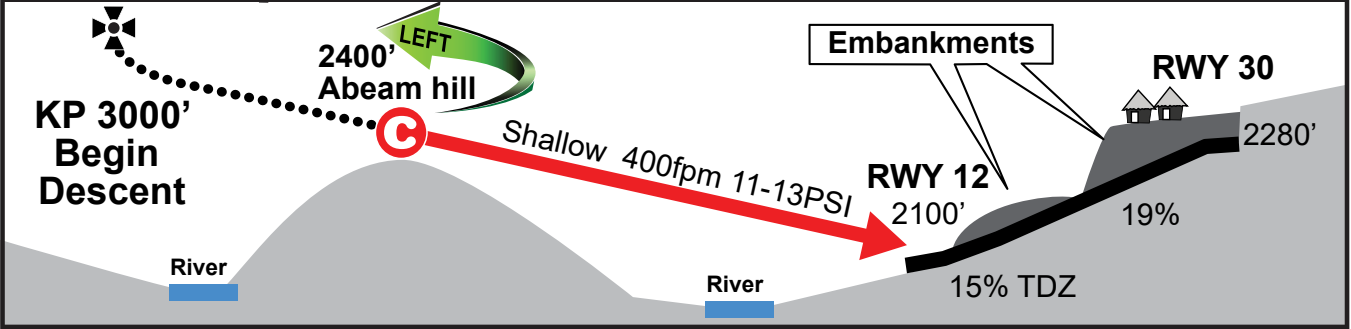 LEFT
2400’
Abeam hill
C
KP 3000’
Begin
Descent
Shallow 400fpm 11-13PSI
Embankments
RWY 30
2280’
RWY 12
2100’
19%
15% TDZ
River
River